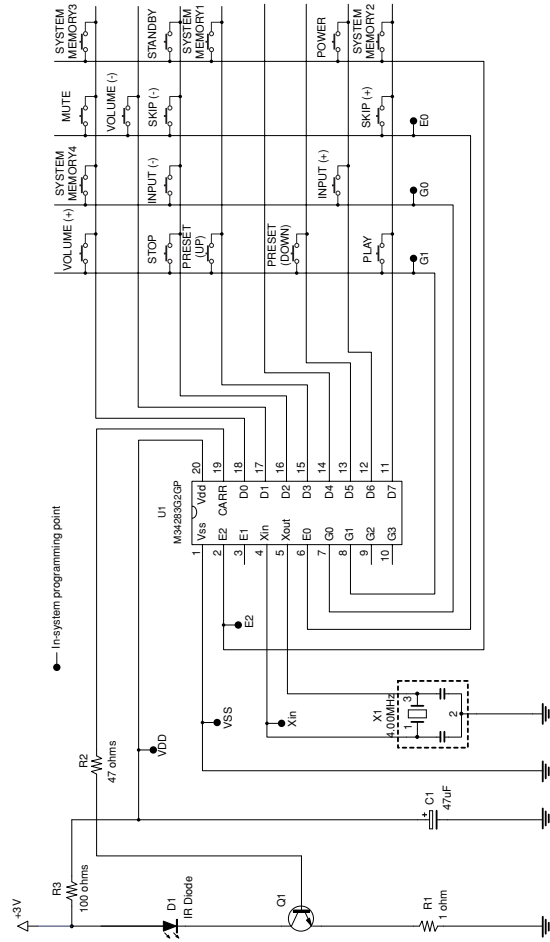 SYSTEM
MEMORY3
STANDBY
SYSTEM
MEMORY1
POWER
SYSTEM
MEMORY2
MUTE
VOLUME (-)
SKIP (-)
SKIP (+)
E0
SYSTEM
MEMORY4
INPUT (-)
INPUT (+)
G0
VOLUME (+)
STOP
PRESET
(UP)
PRESET
(DOWN)
PLAY
G1
In-system programming point
U1
M34283G2GP
1 Vss Vdd 20
2 E2 CARR 19
3 E1 D0 18
4 Xin D1 17
5 Xout D2 16
6 E0 D3 15
7 G0 D4 14
8 G1 D5 13
9 G2 D6 12
10 G3 D7 11
E2
VSS
Xin
VDD
R2
47 ohms
X1
4.00MHz
1
3
2
+3V
R3
100 ohms
+
C1
47uF
D1
IR Diode
Q1
R1
1 ohm